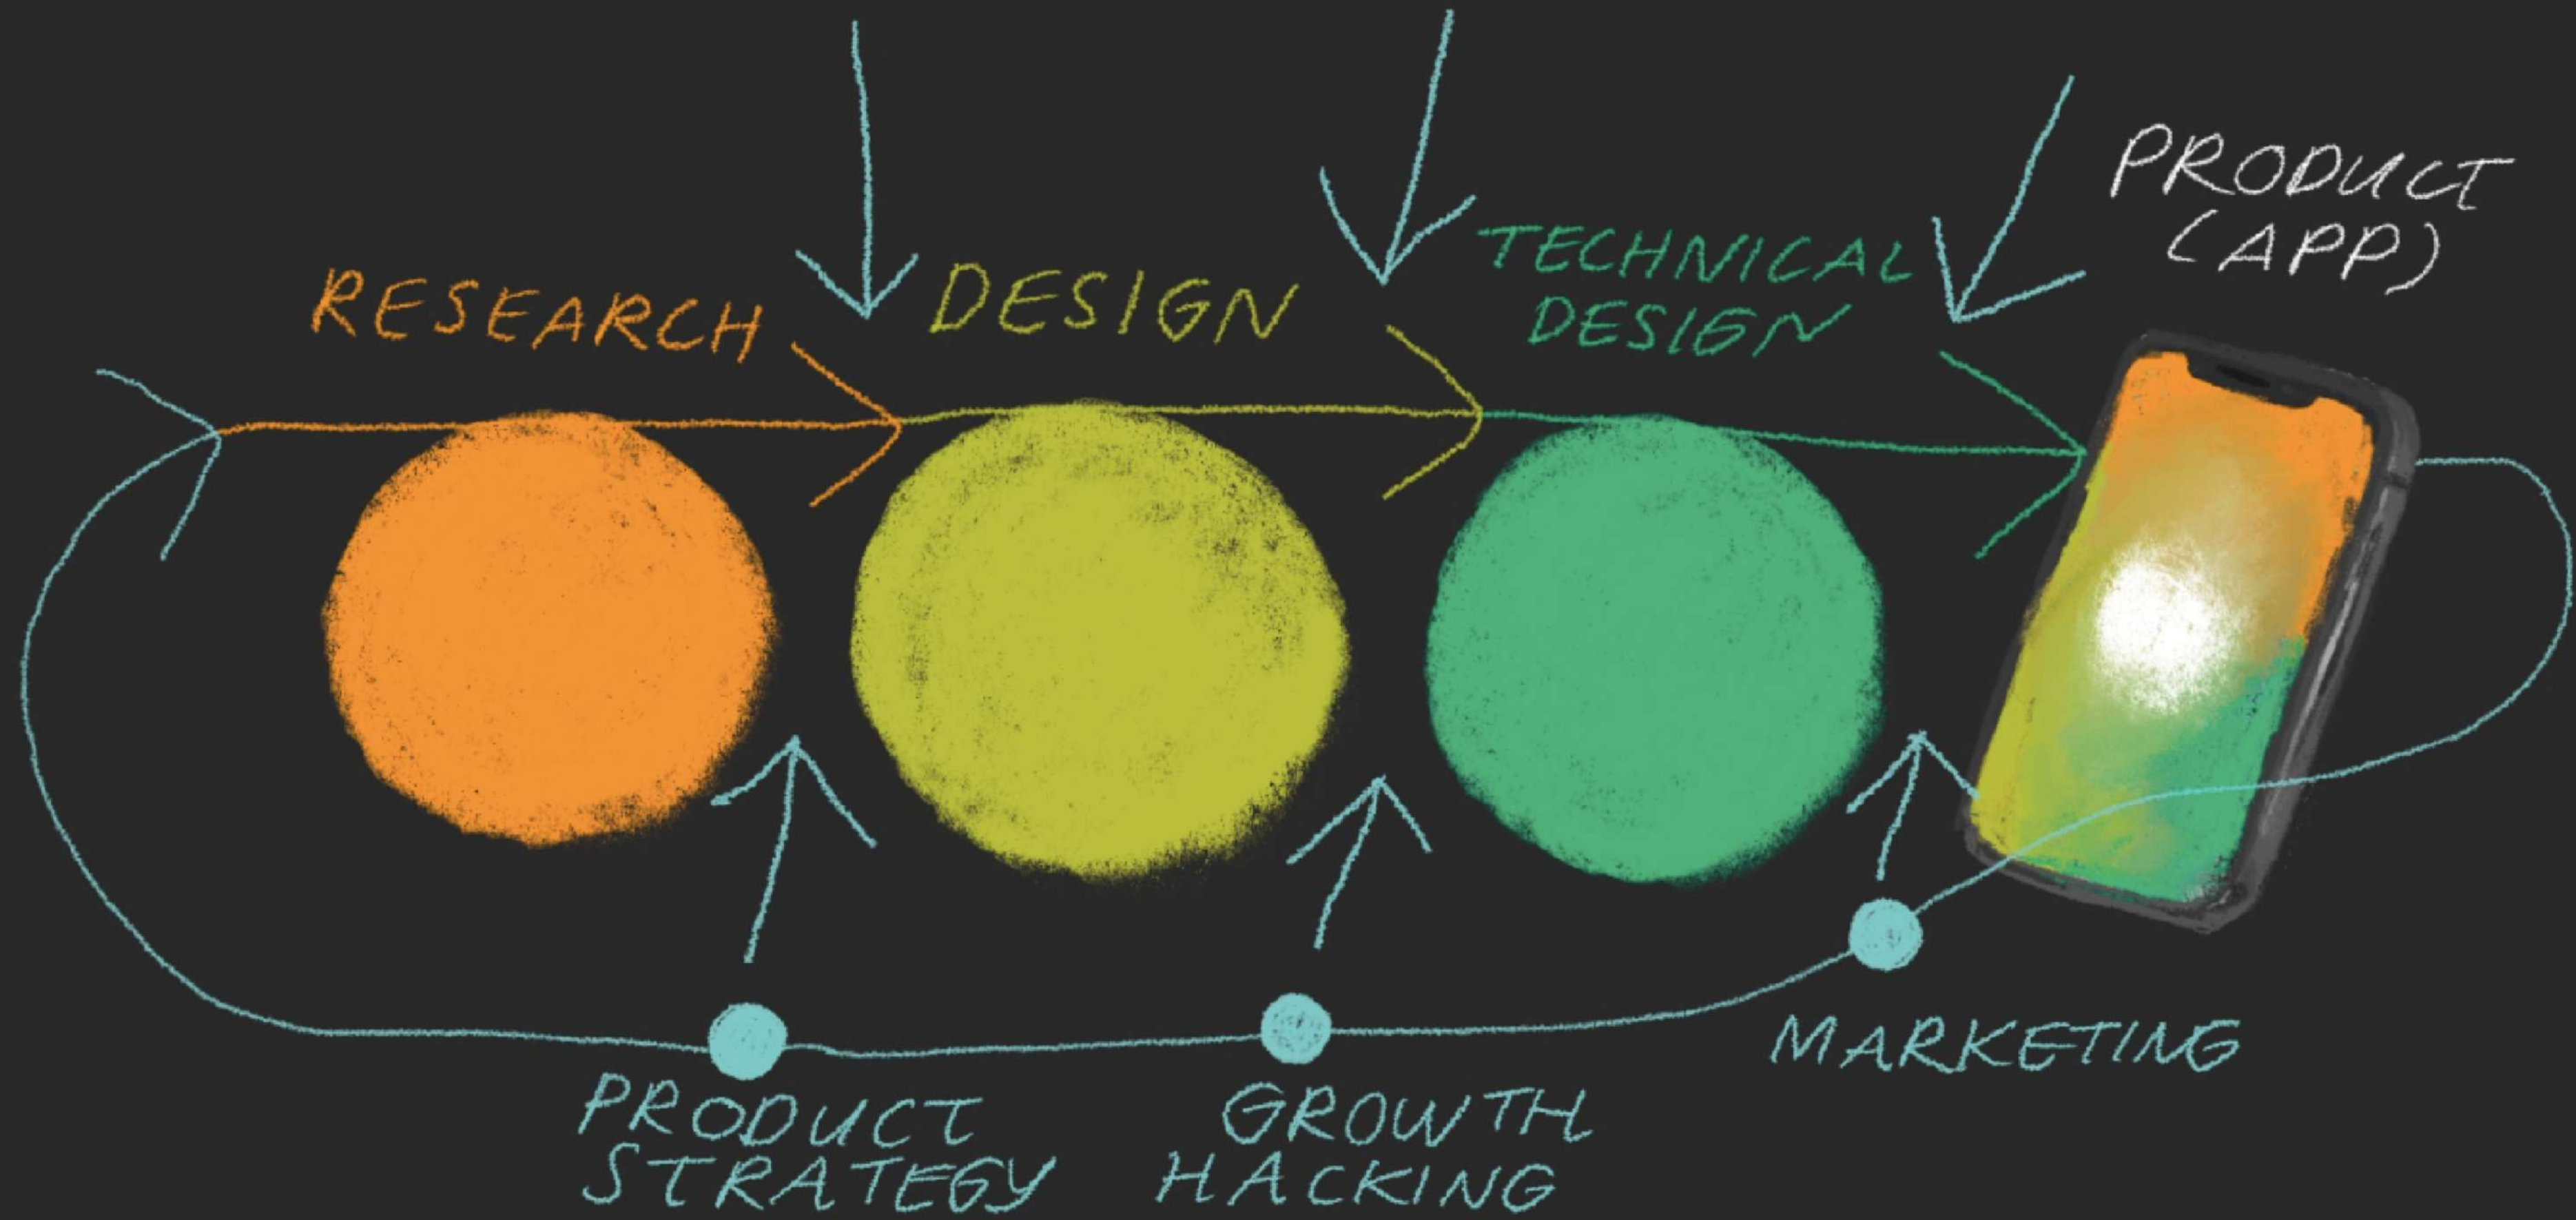 RESEARCH
DESIGN
TECHNICAL
DESIGN
PRODUCT
(APP)
PRODUCT
STRATEGY
GROWTH
HACKING
MARKETING